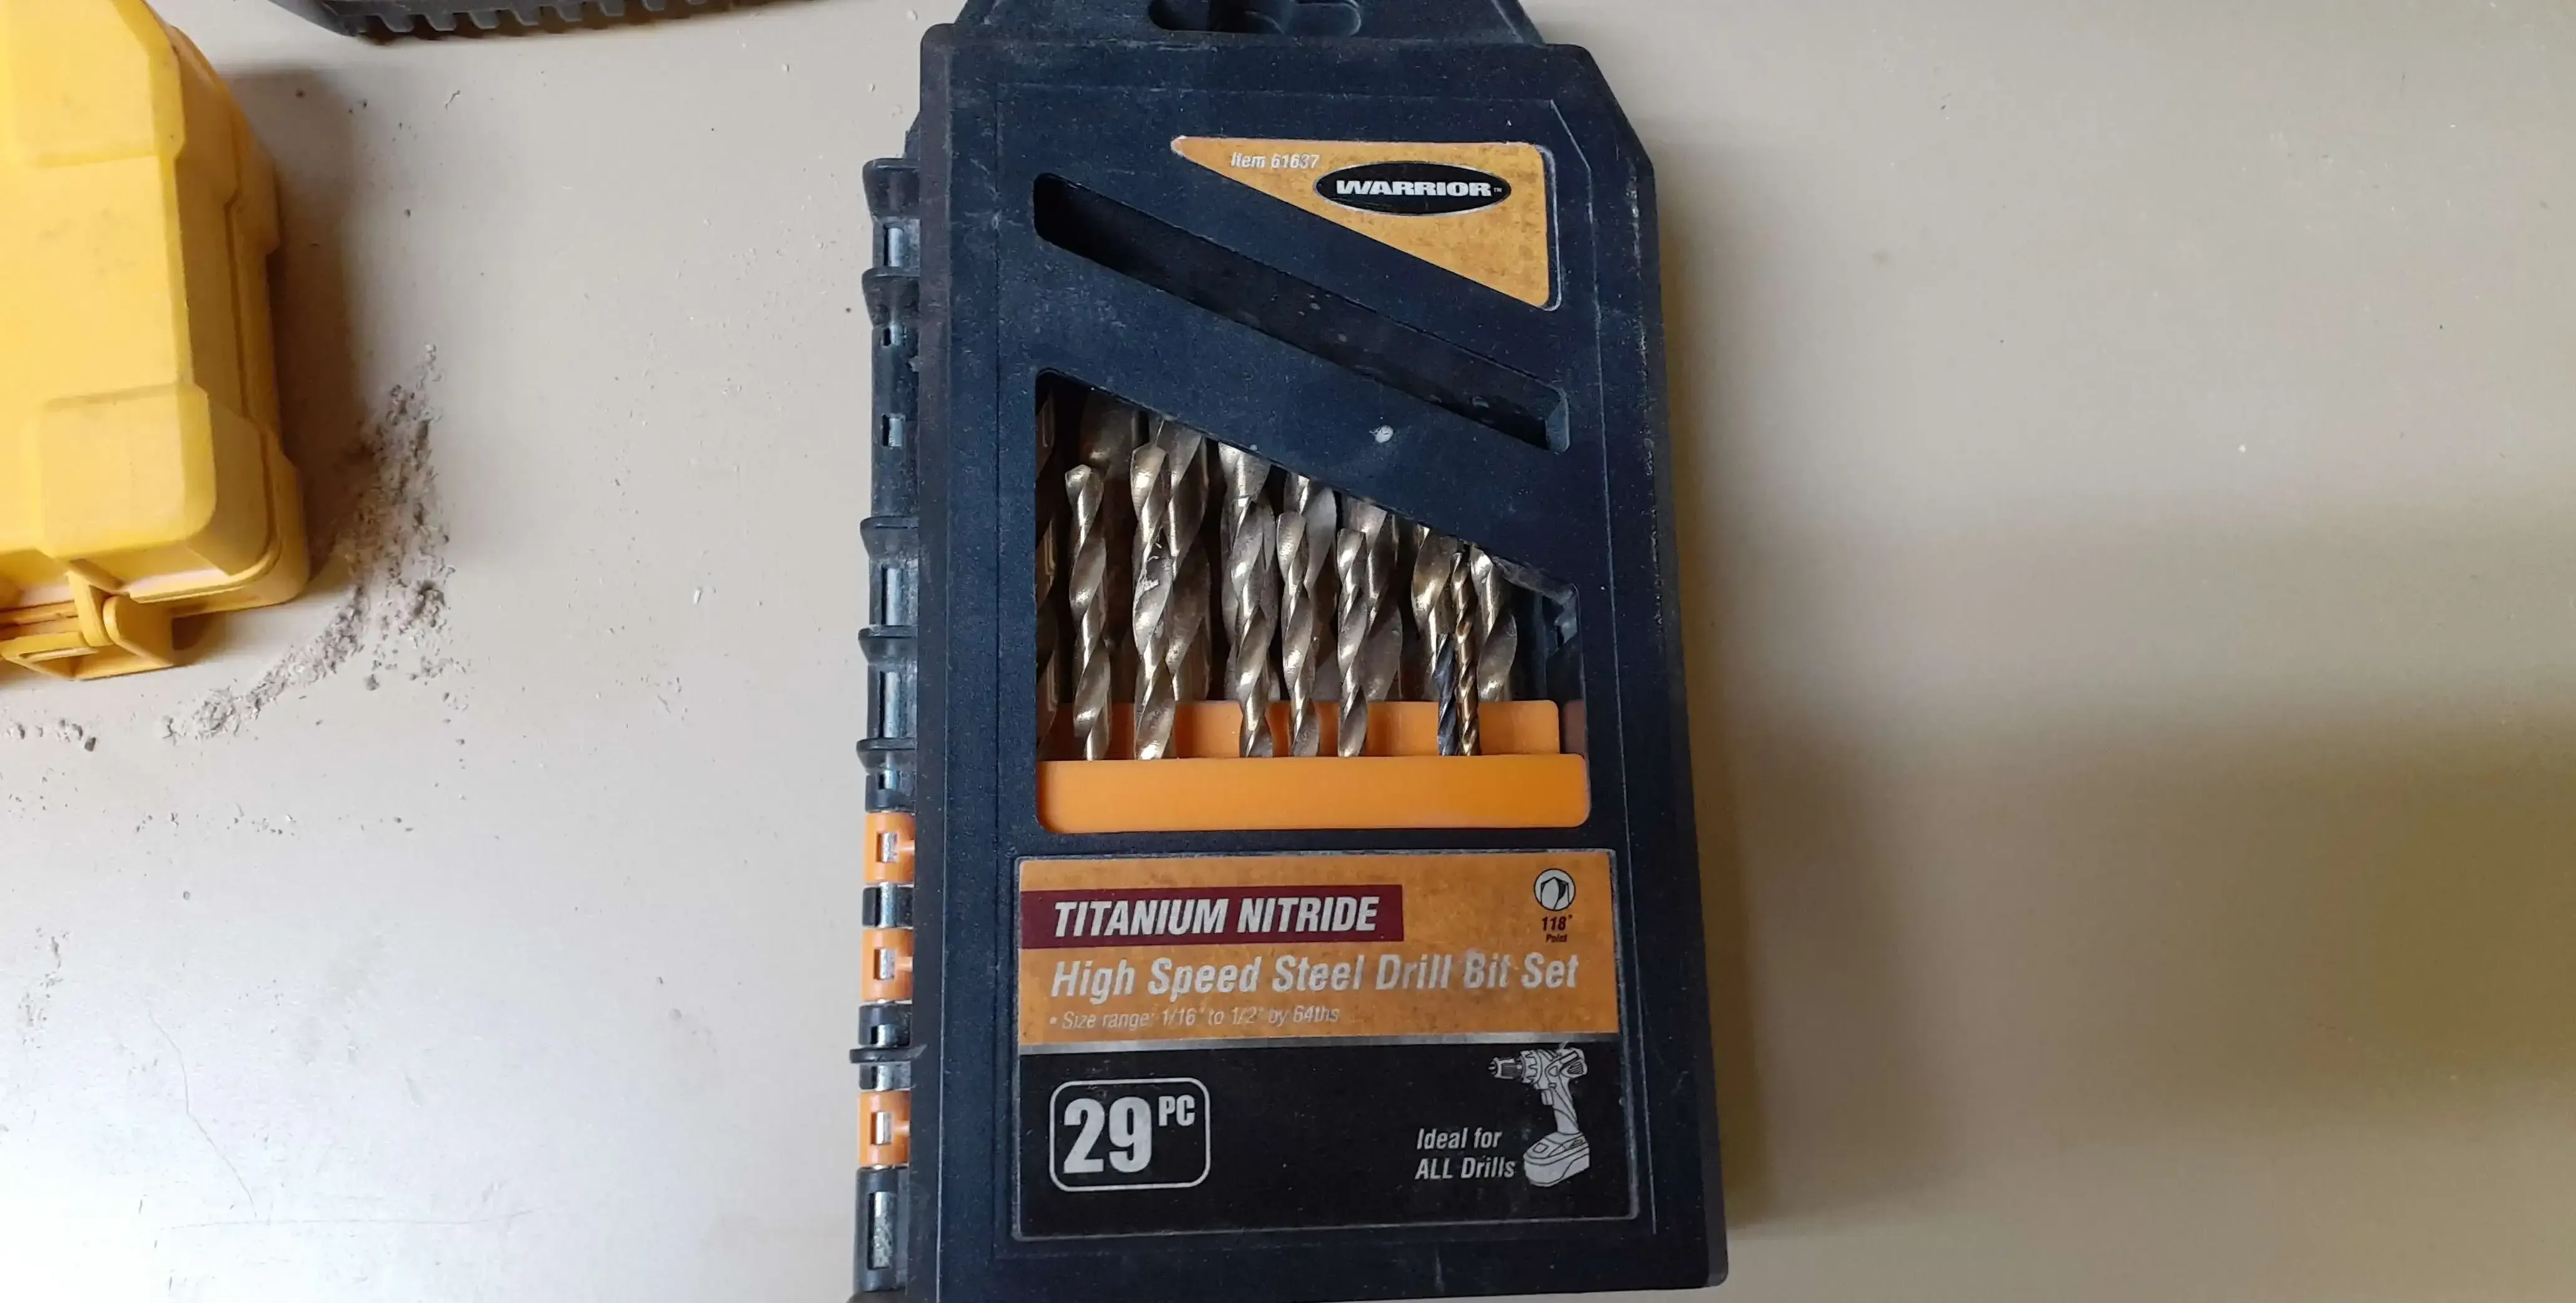 Item 61637
WARRIOR™
TITANIUM NITRIDE
118°
Point
High Speed Steel Drill Bit Set
• Size range: 1/16" to 1/2" by 64ths
29 PC
Ideal for
ALL Drills